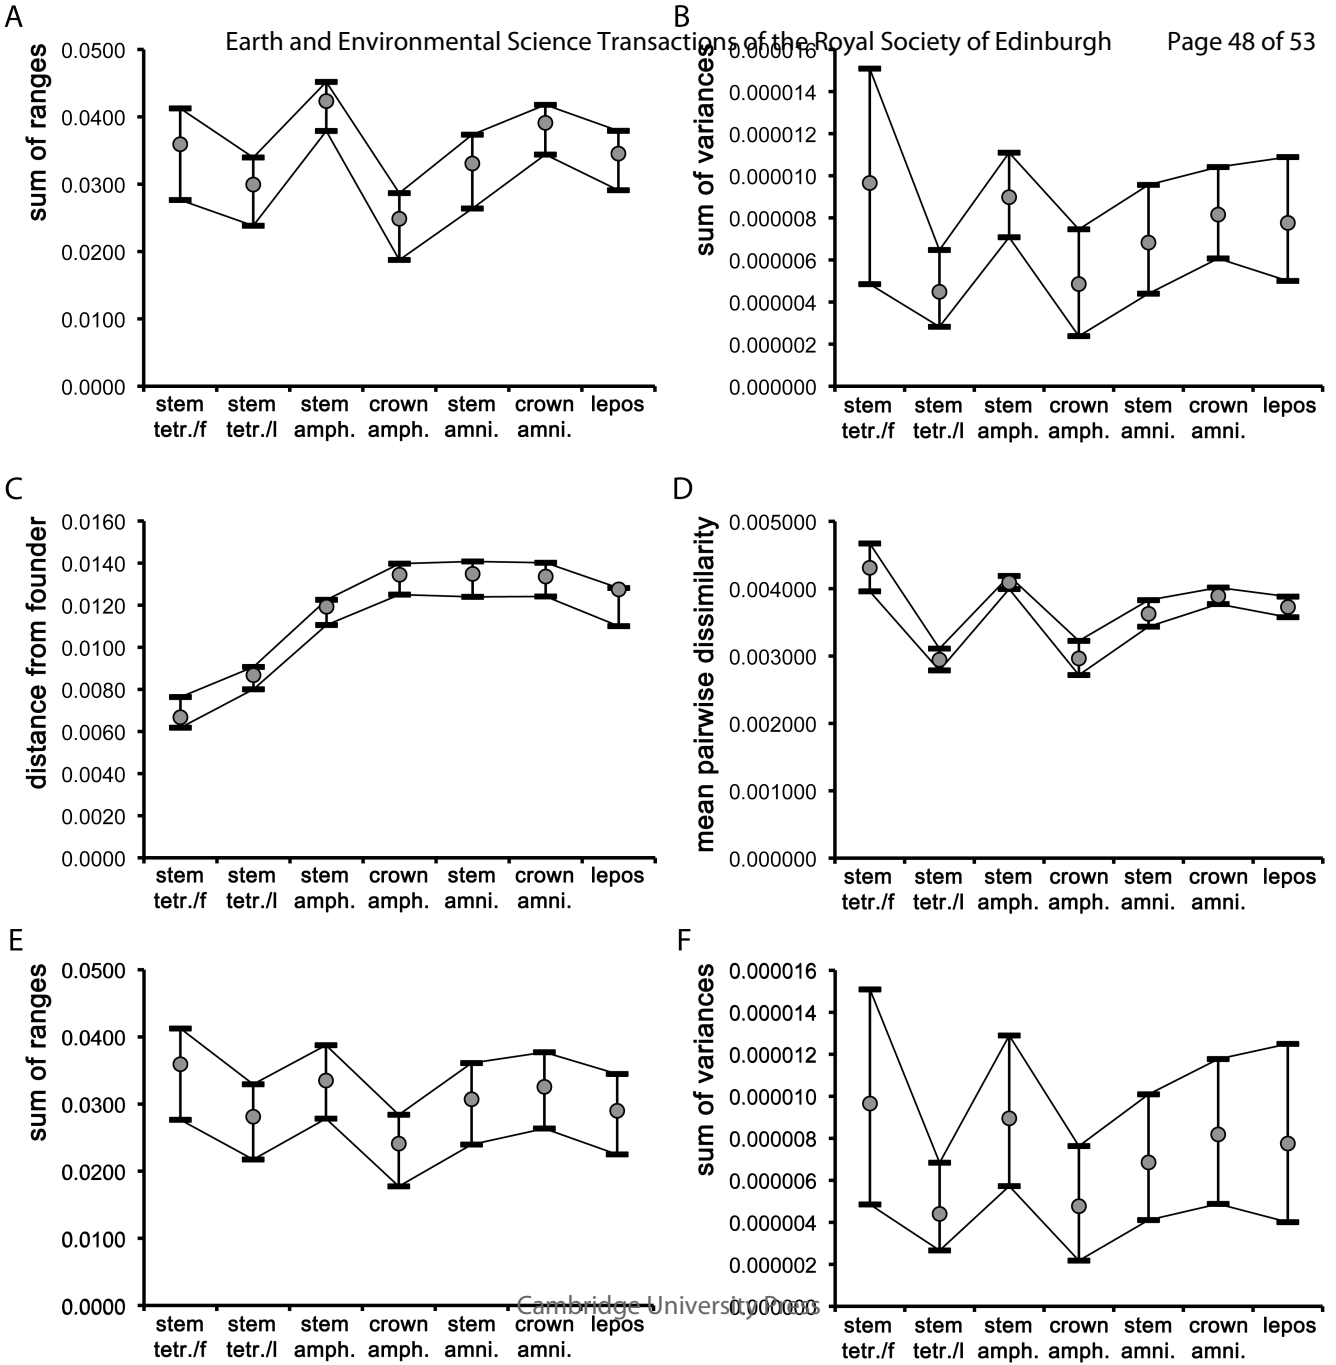 A
B
Earth and Environmental Science Transactions of the Royal Society of Edinburgh
Page 48 of 53
sum of ranges
0.0500
0.0400
0.0300
0.0200
0.0100
0.0000
stem stem stem crown stem crown lepos
tetr./f tetr./l amph. amph. amni. amni.
sum of variances
0.000016
0.000014
0.000012
0.000010
0.000008
0.000006
0.000004
0.000002
0.000000
stem stem stem crown stem crown lepos
tetr./f tetr./l amph. amph. amni. amni.
C
distance from founder
0.0160
0.0140
0.0120
0.0100
0.0080
0.0060
0.0040
0.0020
0.0000
stem stem stem crown stem crown lepos
tetr./f tetr./l amph. amph. amni. amni.
D
mean pairwise dissimilarity
0.005000
0.004000
0.003000
0.002000
0.001000
0.000000
stem stem stem crown stem crown lepos
tetr./f tetr./l amph. amph. amni. amni.
E
sum of ranges
0.0500
0.0400
0.0300
0.0200
0.0100
0.0000
stem stem stem crown stem crown lepos
tetr./f tetr./l amph. amph. amni. amni.
F
sum of variances
0.000016
0.000014
0.000012
0.000010
0.000008
0.000006
0.000004
0.000002
0.000000
stem stem stem crown stem crown lepos
tetr./f tetr./l amph. amph. amni. amni.
Cambridge University Press